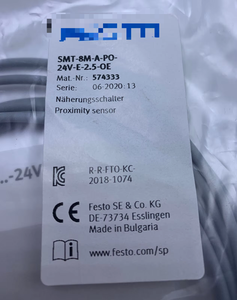 SMT-8M-A-PO-
24V-E-2.5-OE
Mat.-Nr.: 574333
Serie: 06·2020:13
Näherungsschalter
Proximity sensor
...-24V
R-R-FTO-KC-
2018-1074
CE
Festo SE & Co. KG
DE-73734 Esslingen
Made in Bulgaria
www.festo.com/sp